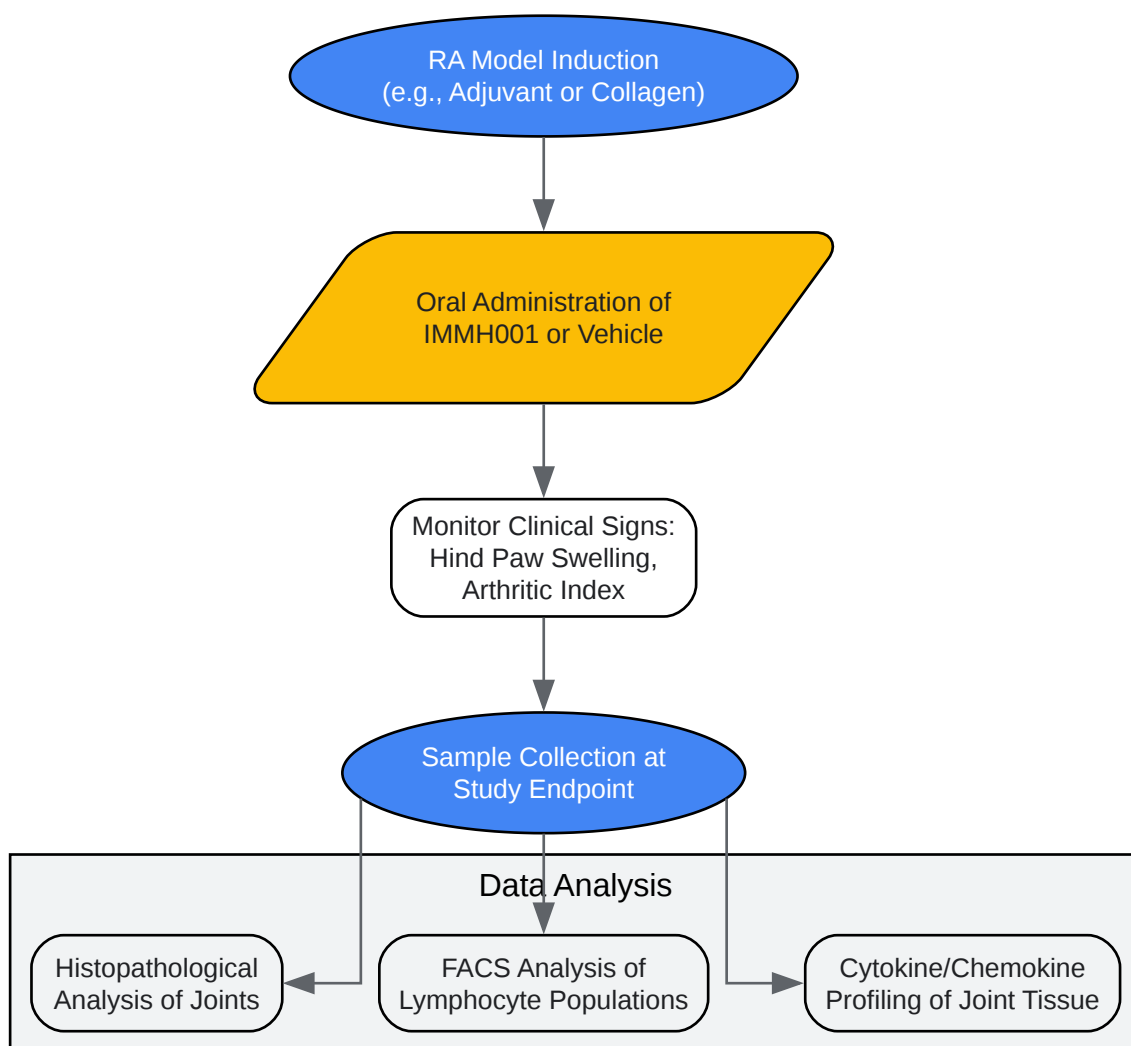 RA Model Induction
(e.g., Adjuvant or Collagen)
Oral Administration of
IMMH001 or Vehicle
Monitor Clinical Signs:
Hind Paw Swelling,
Arthritic Index
Sample Collection at
Study Endpoint
Data Analysis
Histopathological
Analysis of Joints
FACS Analysis of
Lymphocyte Populations
Cytokine/Chemokine
Profiling of Joint Tissue